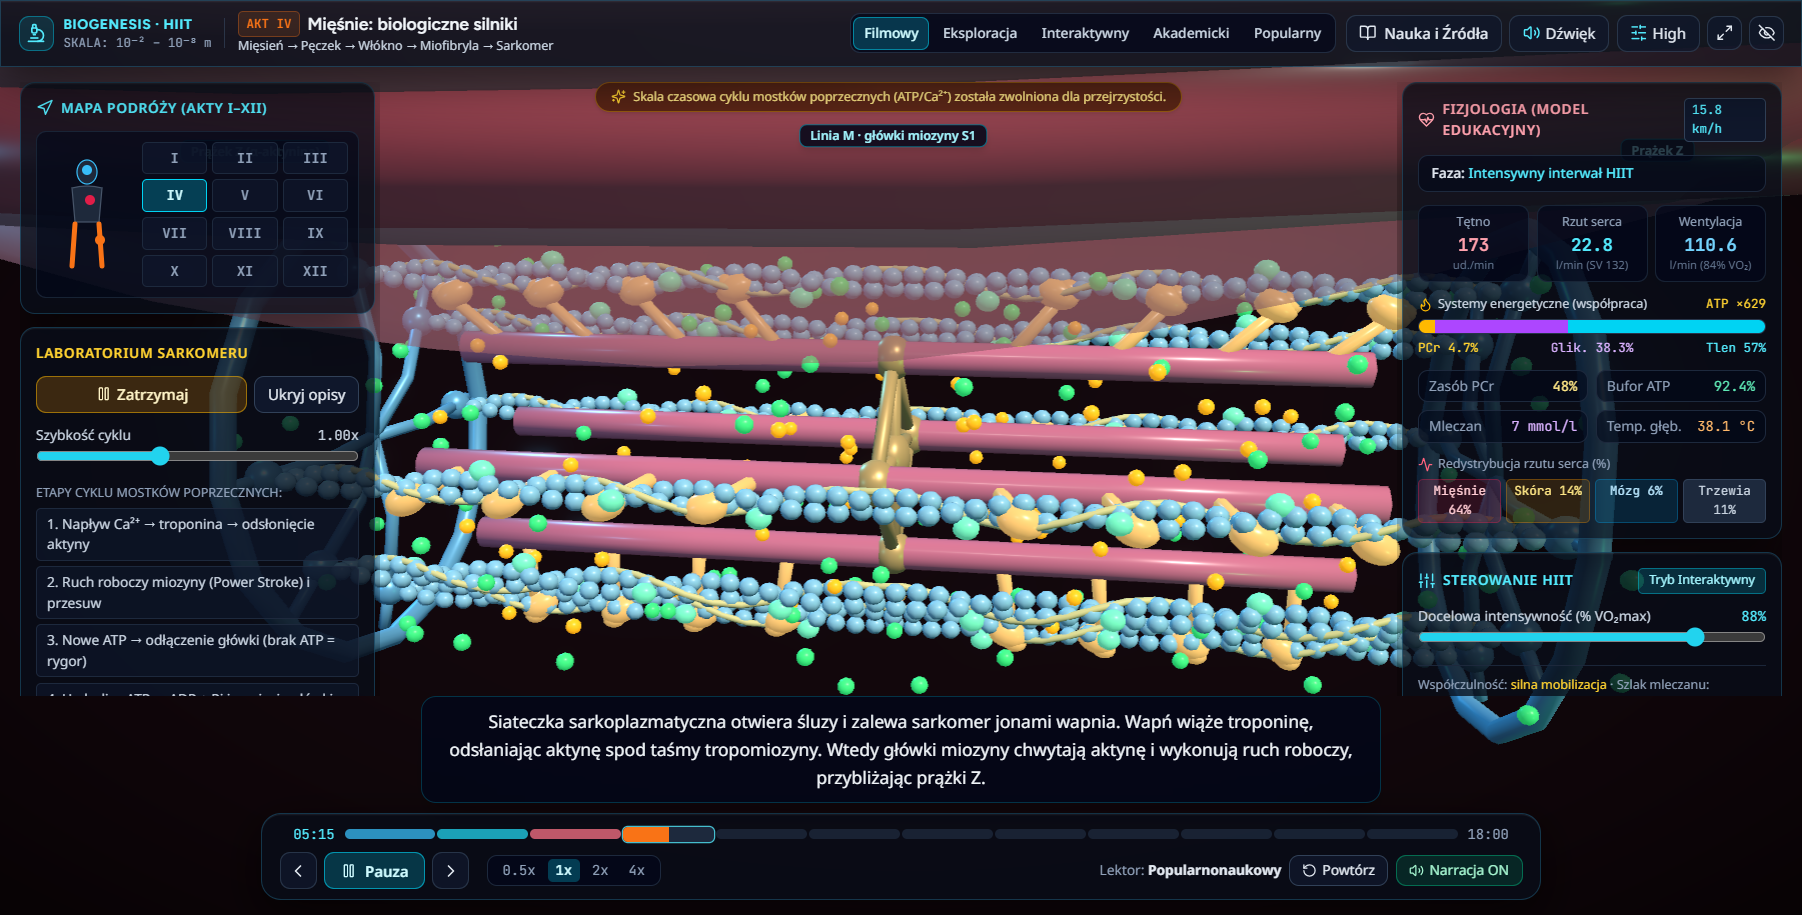 BIOGENESIS · HIIT
SKALA: 10⁻² – 10⁻⁸ m
AKT IV
Mięśnie: biologiczne silniki
Mięsień → Pęczek → Włókno → Miofibryla → Sarkomer
Filmowy
Eksploracja
Interaktywny
Akademicki
Popularny
Nauka i Źródła
Dźwięk
High
MAPA PODRÓŻY (AKTY I–XII)
I
II
III
IV
V
VI
VII
VIII
IX
X
XI
XII
LABORATORIUM SARKOMERU
Zatrzymaj
Ukryj opisy
Szybkość cyklu
1.00x
ETAPY CYKLU MOSTKÓW POPRZECZNYCH:
1. Napływ Ca²⁺ → troponina → odsłonięcie
aktyny
2. Ruch roboczy miozyny (Power Stroke) i
przesuw
3. Nowe ATP → odłączenie główki (brak ATP =
rygor)
Skala czasowa cyklu mostków poprzecznych (ATP/Ca²⁺) została zwolniona dla przejrzystości.
Linia M · główki miozyny S1
FIZJOLOGIA (MODEL
EDUKACYJNY)
15.8
km/h
Prążek Z
Faza: Intensywny interwał HIIT
Tętno
173
ud./min
Rzut serca
22.8
l/min (SV 132)
Wentylacja
110.6
l/min (84% VO₂)
Systemy energetyczne (współpraca)
ATP ×629
PCr 4.7%
Glik. 38.3%
Tlen 57%
Zasób PCr
48%
Bufor ATP
92.4%
Mleczan
7 mmol/l
Temp. głęb.
38.1 °C
Redystrybucja rzutu serca (%)
Mięśnie
64%
Skóra 14%
Mózg 6%
Trzewia
11%
STEROWANIE HIIT
Tryb Interaktywny
Docelowa intensywność (% VO₂max)
88%
Współczulność: silna mobilizacja · Szlak mleczanu:
Siateczka sarkoplazmatyczna otwiera śluzy i zalewa sarkomer jonami wapnia. Wapń wiąże troponinę,
odsłaniając aktynę spod taśmy tropomiozyny. Wtedy główki miozyny chwytają aktynę i wykonują ruch roboczy,
przybliżając prążki Z.
05:15
18:00
Pauza
0.5x
1x
2x
4x
Lektor: Popularnonaukowy
Powtórz
Narracja ON